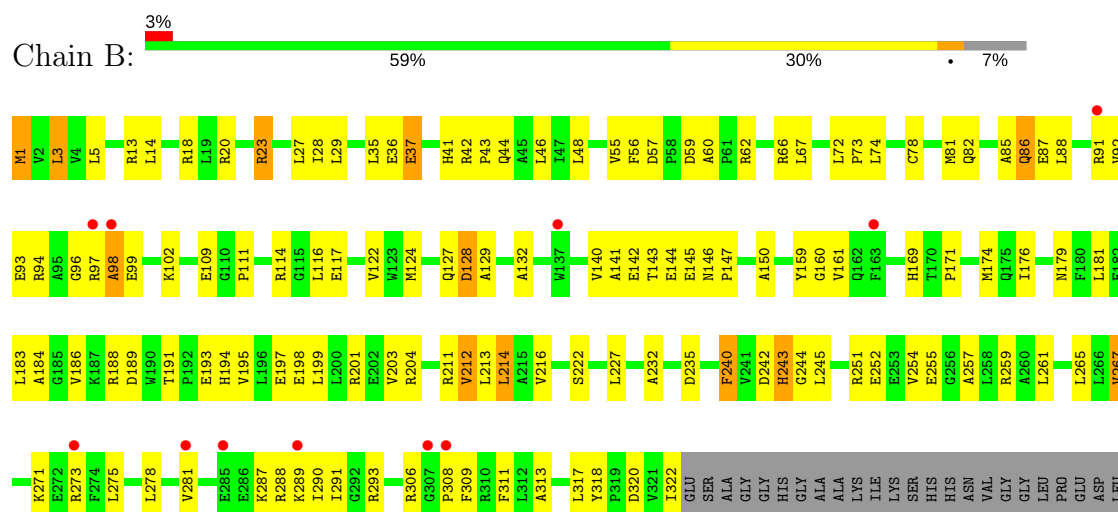 3%
Chain B:
59% 30% • 7%
M1 V2 L3 V4 L5 R13 L14 R18 L19 R20 R23 L27 I28 L29 L35 E36 E37 H41 R42 P43 Q44 A45 L46 I47 L48 V55 F56 D57 P58 D59 A60 P61 R62 R66 L67 L72 P73 L74 C78 M81 Q82 A85 Q86 E87 L88 R91 V92
E93 R94 A95 G96 R97 A98 E99 K102 E109 G110 P111 R114 G115 L116 E117 V122 W123 M124 Q127 D128 A129 A132 W137 V140 A141 E142 T143 E144 E145 N146 P147 A150 Y159 G160 V161 Q162 F163 H169 T170 P171 M174 Q175 I176 N179 F180 L181 E182
L183 A184 G185 V186 K187 R188 D189 W190 T191 P192 E193 H194 V195 L196 E197 E198 L199 L200 R201 E202 V203 R204 R211 V212 L213 L214 A215 V216 S222 L227 A232 D235 F240 V241 D242 H243 G244 L245 R251 E252 E253 V254 E255 G256 A257 L258 R259 A260 L261 L265 L266
K271 E272 R273 F274 L275 L278 V281 E285 E286 K287 R288 K289 I290 I291 G292 R293 R306 G307 P308 F309 R310 F311 L312 A313 L317 Y318 P319 D320 V321 I322 GLU SER ALA GLY GLY HIS GLY ALA ALA LYS ILE LYS SER HIS HIS ASN VAL GLY GLY LEU PRO GLU ASP LEU